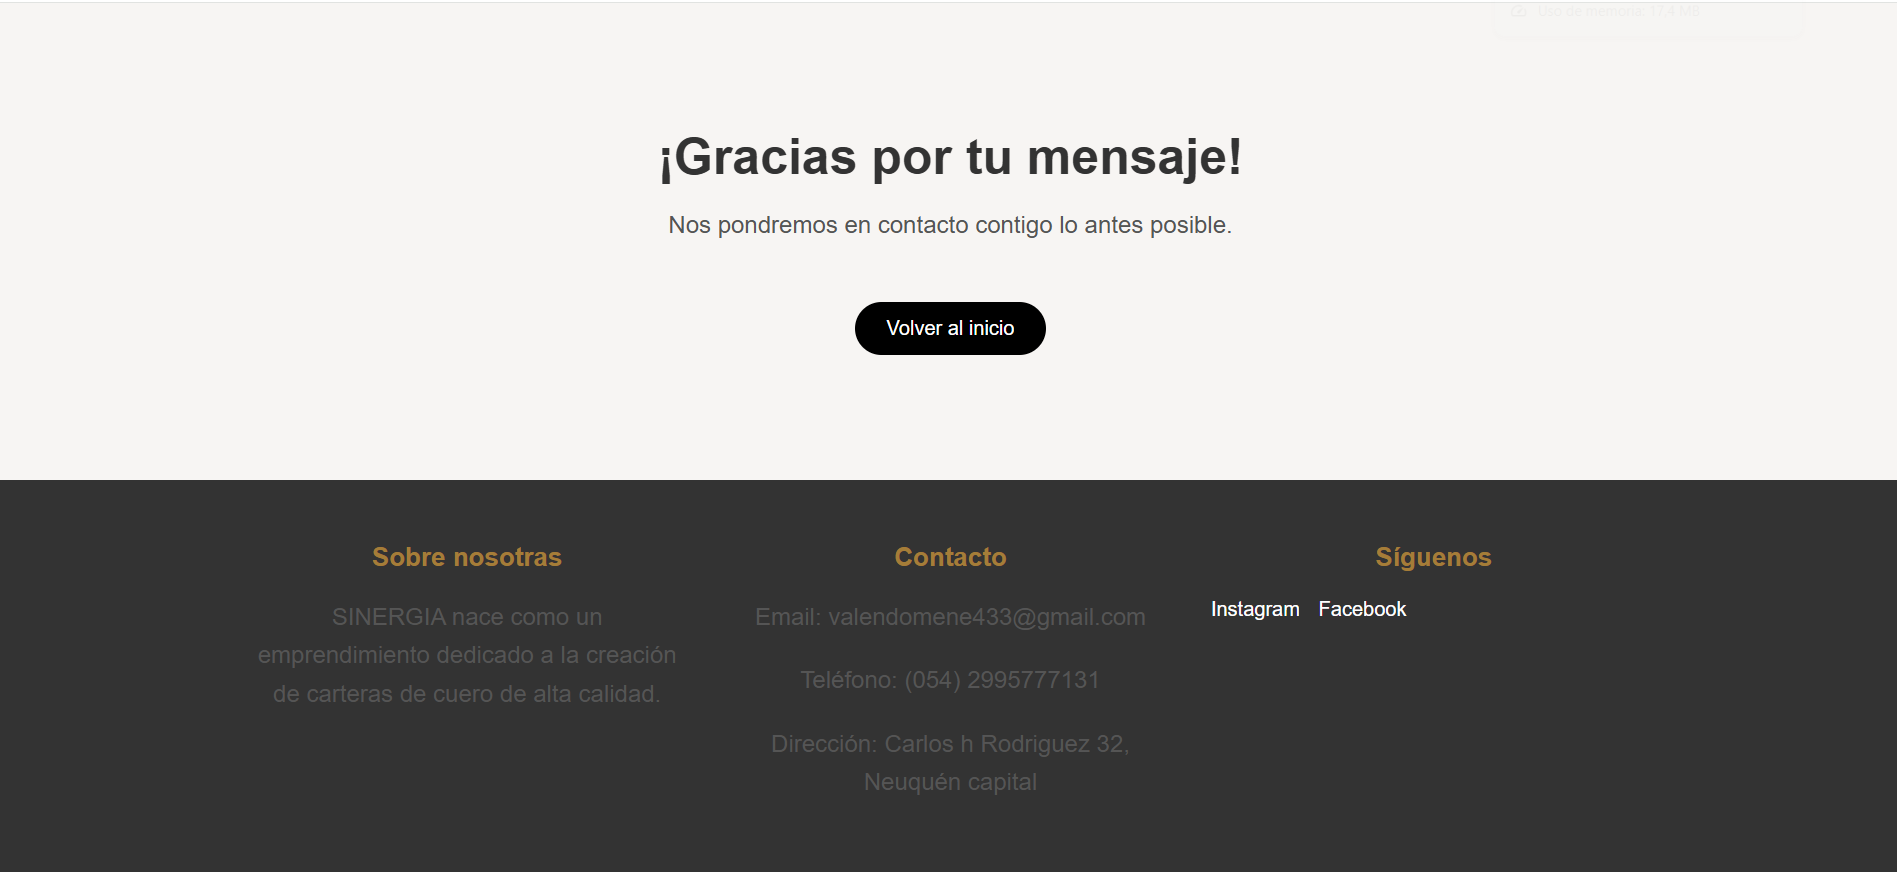 Uso de memoria: 17.4 MB
¡Gracias por tu mensaje!
Nos pondremos en contacto contigo lo antes posible.
Volver al inicio
Sobre nosotras
SINERGIA nace como un
emprendimiento dedicado a la creación
de carteras de cuero de alta calidad.
Contacto
Email: valendomene433@gmail.com
Teléfono: (054) 2995777131
Dirección: Carlos h Rodriguez 32,
Neuquén capital
Síguenos
Instagram Facebook